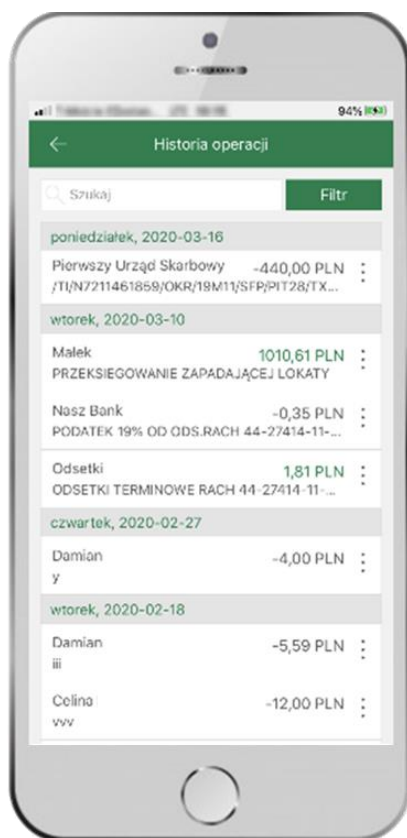 94%
Historia operacji
Szukaj
Filtr
poniedziałek, 2020-03-16
Pierwszy Urząd Skarbowy -440,00 PLN
/TI/N7211461859/OKR/19M11/SFP/PIT28/TX...
wtorek, 2020-03-10
Małek 1010,61 PLN
PRZEKSIEGOWANIE ZAPADAJĄCEJ LOKATY
Nasz Bank -0,35 PLN
PODATEK 19% OD ODS.RACH 44-27414-11-...
Odsetki 1,81 PLN
ODSETKI TERMINOWE RACH 44-27414-11-...
czwartek, 2020-02-27
Damian -4,00 PLN
y
wtorek, 2020-02-18
Damian -5,59 PLN
iii
Celina -12,00 PLN
vvv